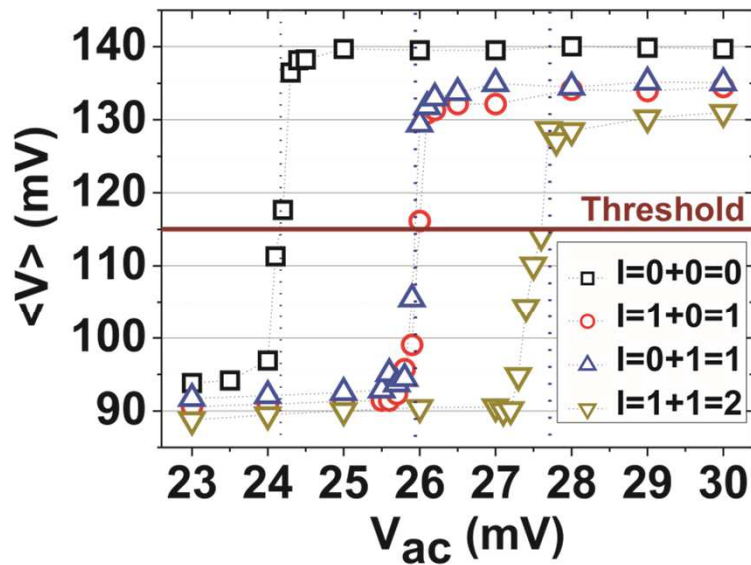 140
130
120
110
100
90
<V> (mV)
Threshold
I=0+0=0
I=1+0=1
I=0+1=1
I=1+1=2
23 24 25 26 27 28 29 30
Vac (mV)